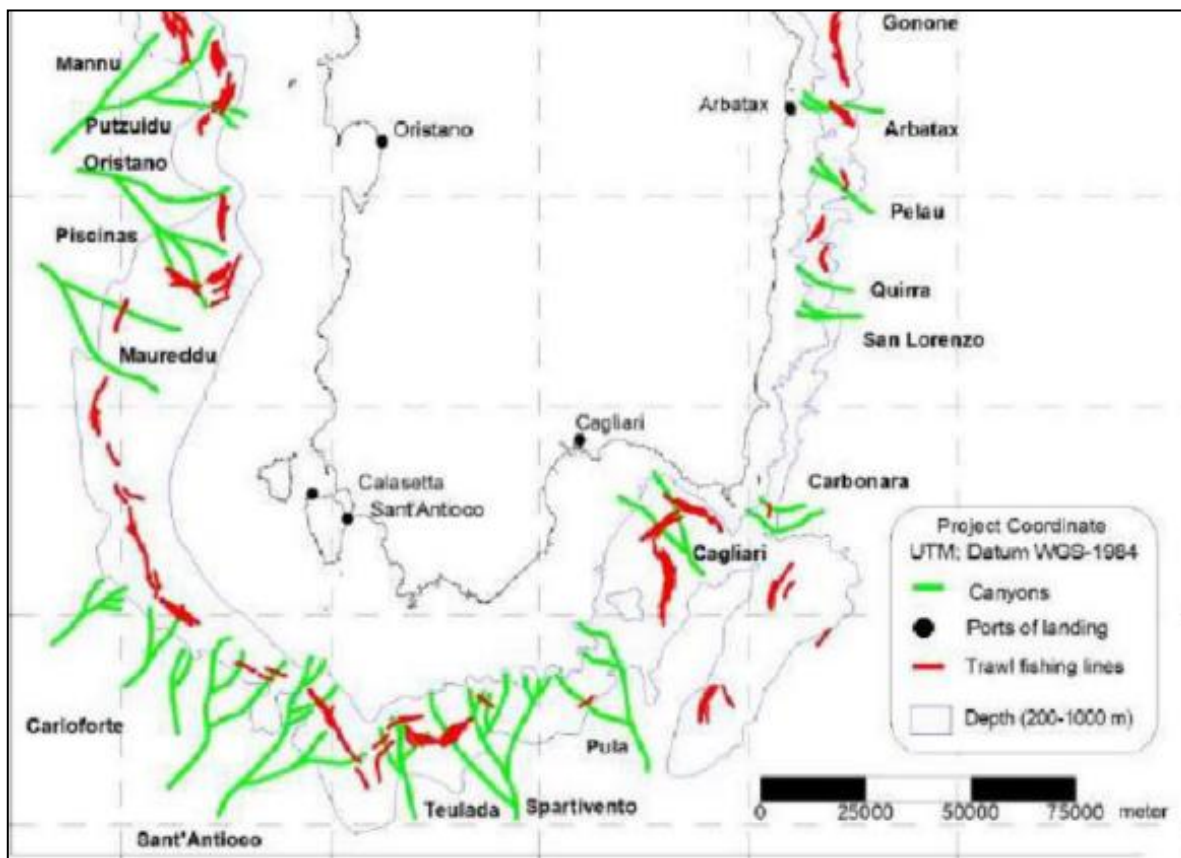 Gonone
Mannu
Arbatax
Arbatax
Putzuidu
Oristano
Oristano
Pelau
Piscinas
Quirra
San Lorenzo
Maureddu
Cagliari
Calasetta
Sant'Antioco
Carbonara
Cagliari
Project Coordinate
UTM; Datum WGS-1984
Canyons
Ports of landing
Trawl fishing lines
Depth (200-1000 m)
Carloforte
Pula
Teulada
Spartivento
Sant'Antioco
0 25000 50000 75000 meter